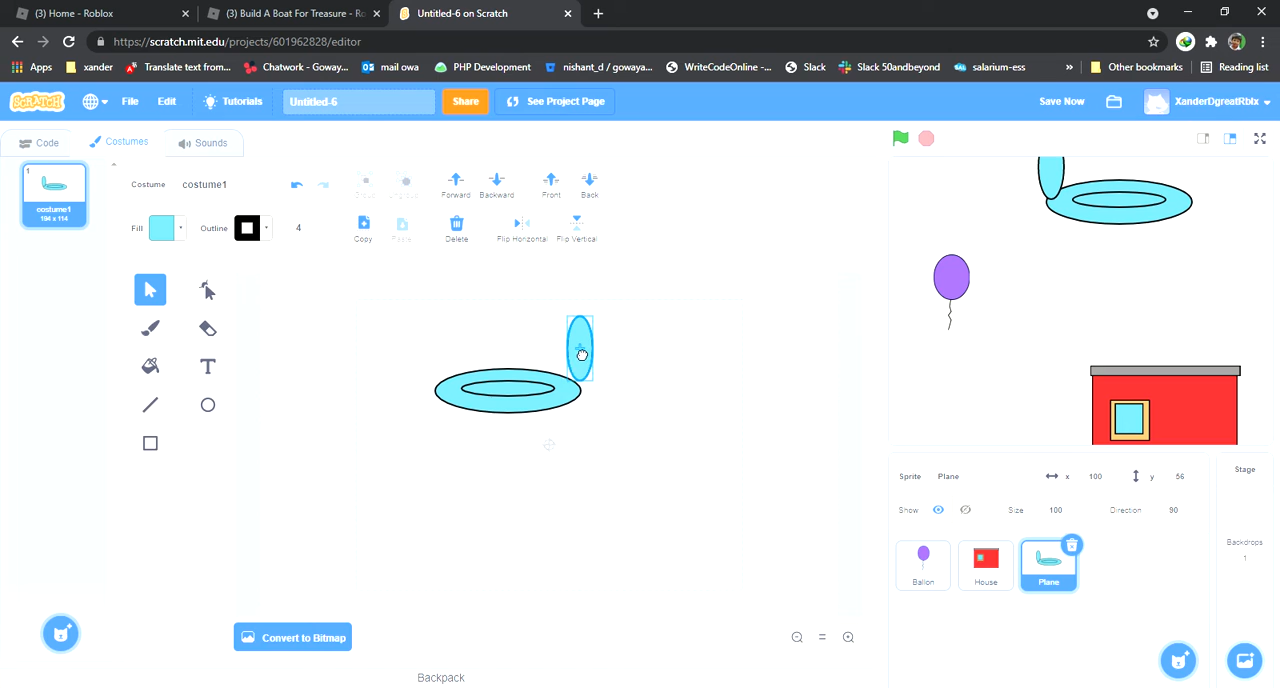 (3) Home - Roblox
(3) Build A Boat For Treasure - Ro
Untitled-6 on Scratch
https://scratch.mit.edu/projects/601962828/editor
Apps
xander
Translate text from...
Chatwork - Goway...
mail owa
PHP Development
nishant_d / gowaya...
WriteCodeOnline -...
Slack
Slack 50andbeyond
salarium-ess
»
Other bookmarks
Reading list
SCRATCH
File
Edit
Tutorials
Untitled-6
Share
See Project Page
Save Now
XanderDgreatRblx
Code
Costumes
Sounds
1
costume1
194 x 114
Costume
costume1
Group
Ungroup
Forward
Backward
Front
Back
Fill
Outline
4
Copy
Paste
Delete
Flip Horizontal
Flip Vertical
T
Convert to Bitmap
Backpack
Sprite
Plane
x
100
y
56
Show
Size
100
Direction
90
Ballon
House
Plane
Stage
Backdrops
1